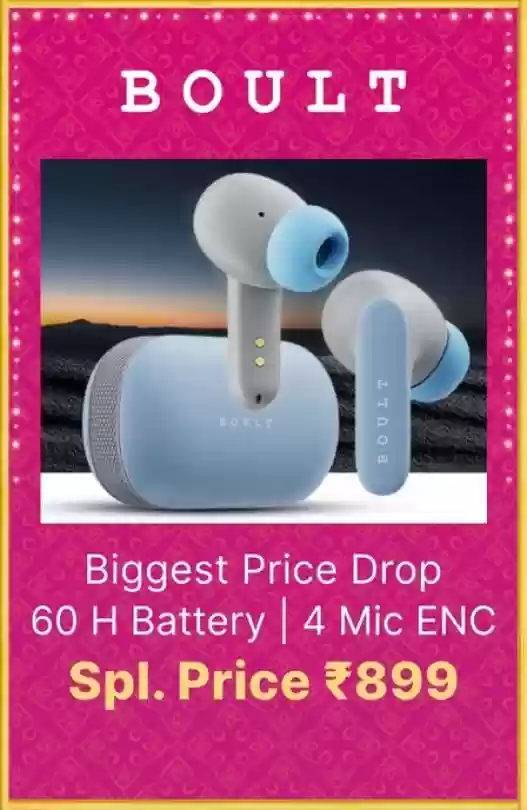 BOULT
BOULT
BOULT
Biggest Price Drop
60 H Battery | 4 Mic ENC
Spl. Price ₹899